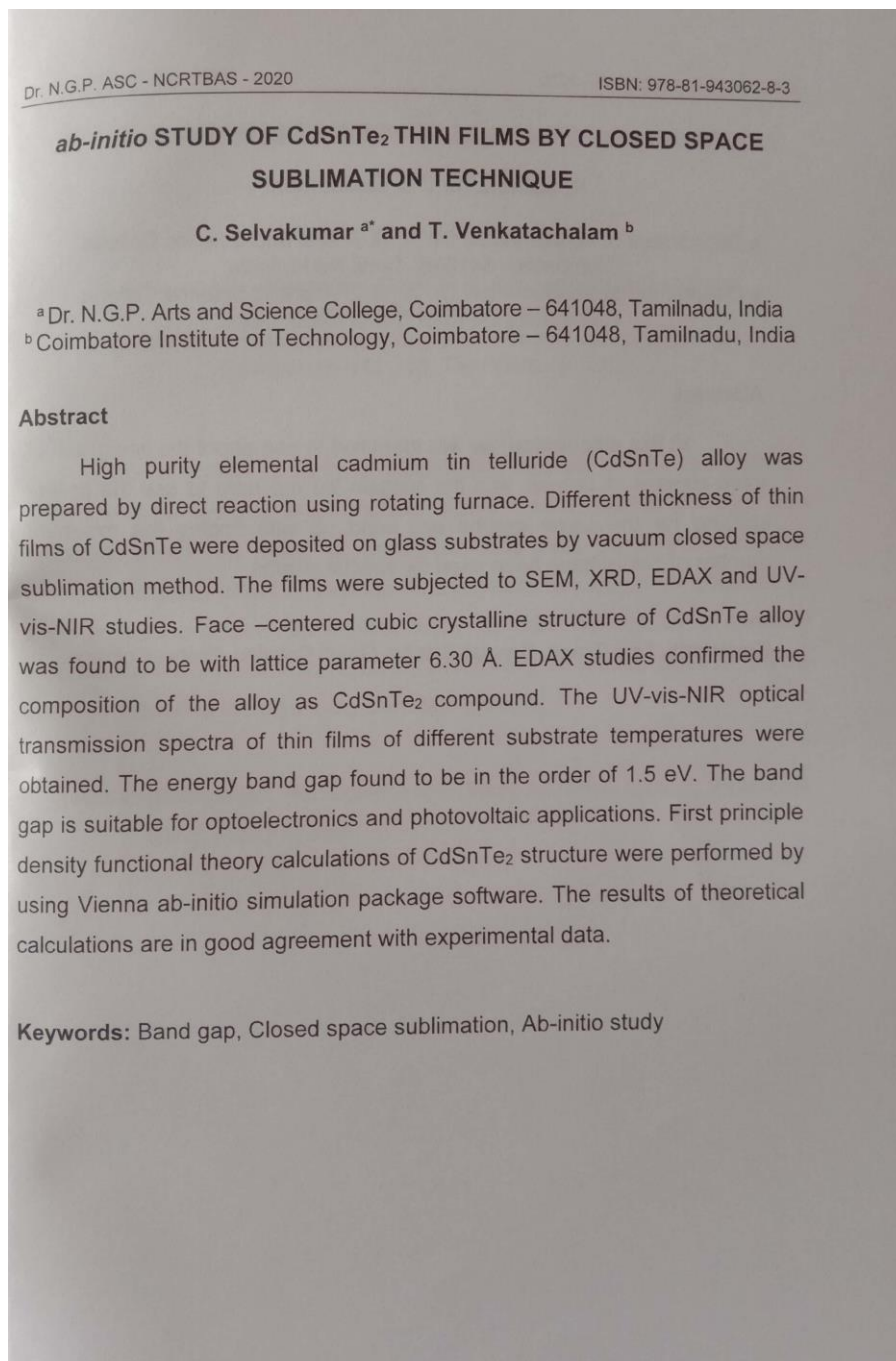 Dr. N.G.P. ASC - NCRTBAS - 2020 ISBN: 978-81-943062-8-3
ab-initio STUDY OF CdSnTe₂ THIN FILMS BY CLOSED SPACE
SUBLIMATION TECHNIQUE
C. Selvakumar ᵃ* and T. Venkatachalam ᵇ
ᵃ Dr. N.G.P. Arts and Science College, Coimbatore – 641048, Tamilnadu, India
ᵇ Coimbatore Institute of Technology, Coimbatore – 641048, Tamilnadu, India
Abstract
High purity elemental cadmium tin telluride (CdSnTe) alloy was
prepared by direct reaction using rotating furnace. Different thickness of thin
films of CdSnTe were deposited on glass substrates by vacuum closed space
sublimation method. The films were subjected to SEM, XRD, EDAX and UV-
vis-NIR studies. Face –centered cubic crystalline structure of CdSnTe alloy
was found to be with lattice parameter 6.30 Å. EDAX studies confirmed the
composition of the alloy as CdSnTe₂ compound. The UV-vis-NIR optical
transmission spectra of thin films of different substrate temperatures were
obtained. The energy band gap found to be in the order of 1.5 eV. The band
gap is suitable for optoelectronics and photovoltaic applications. First principle
density functional theory calculations of CdSnTe₂ structure were performed by
using Vienna ab-initio simulation package software. The results of theoretical
calculations are in good agreement with experimental data.
Keywords: Band gap, Closed space sublimation, Ab-initio study